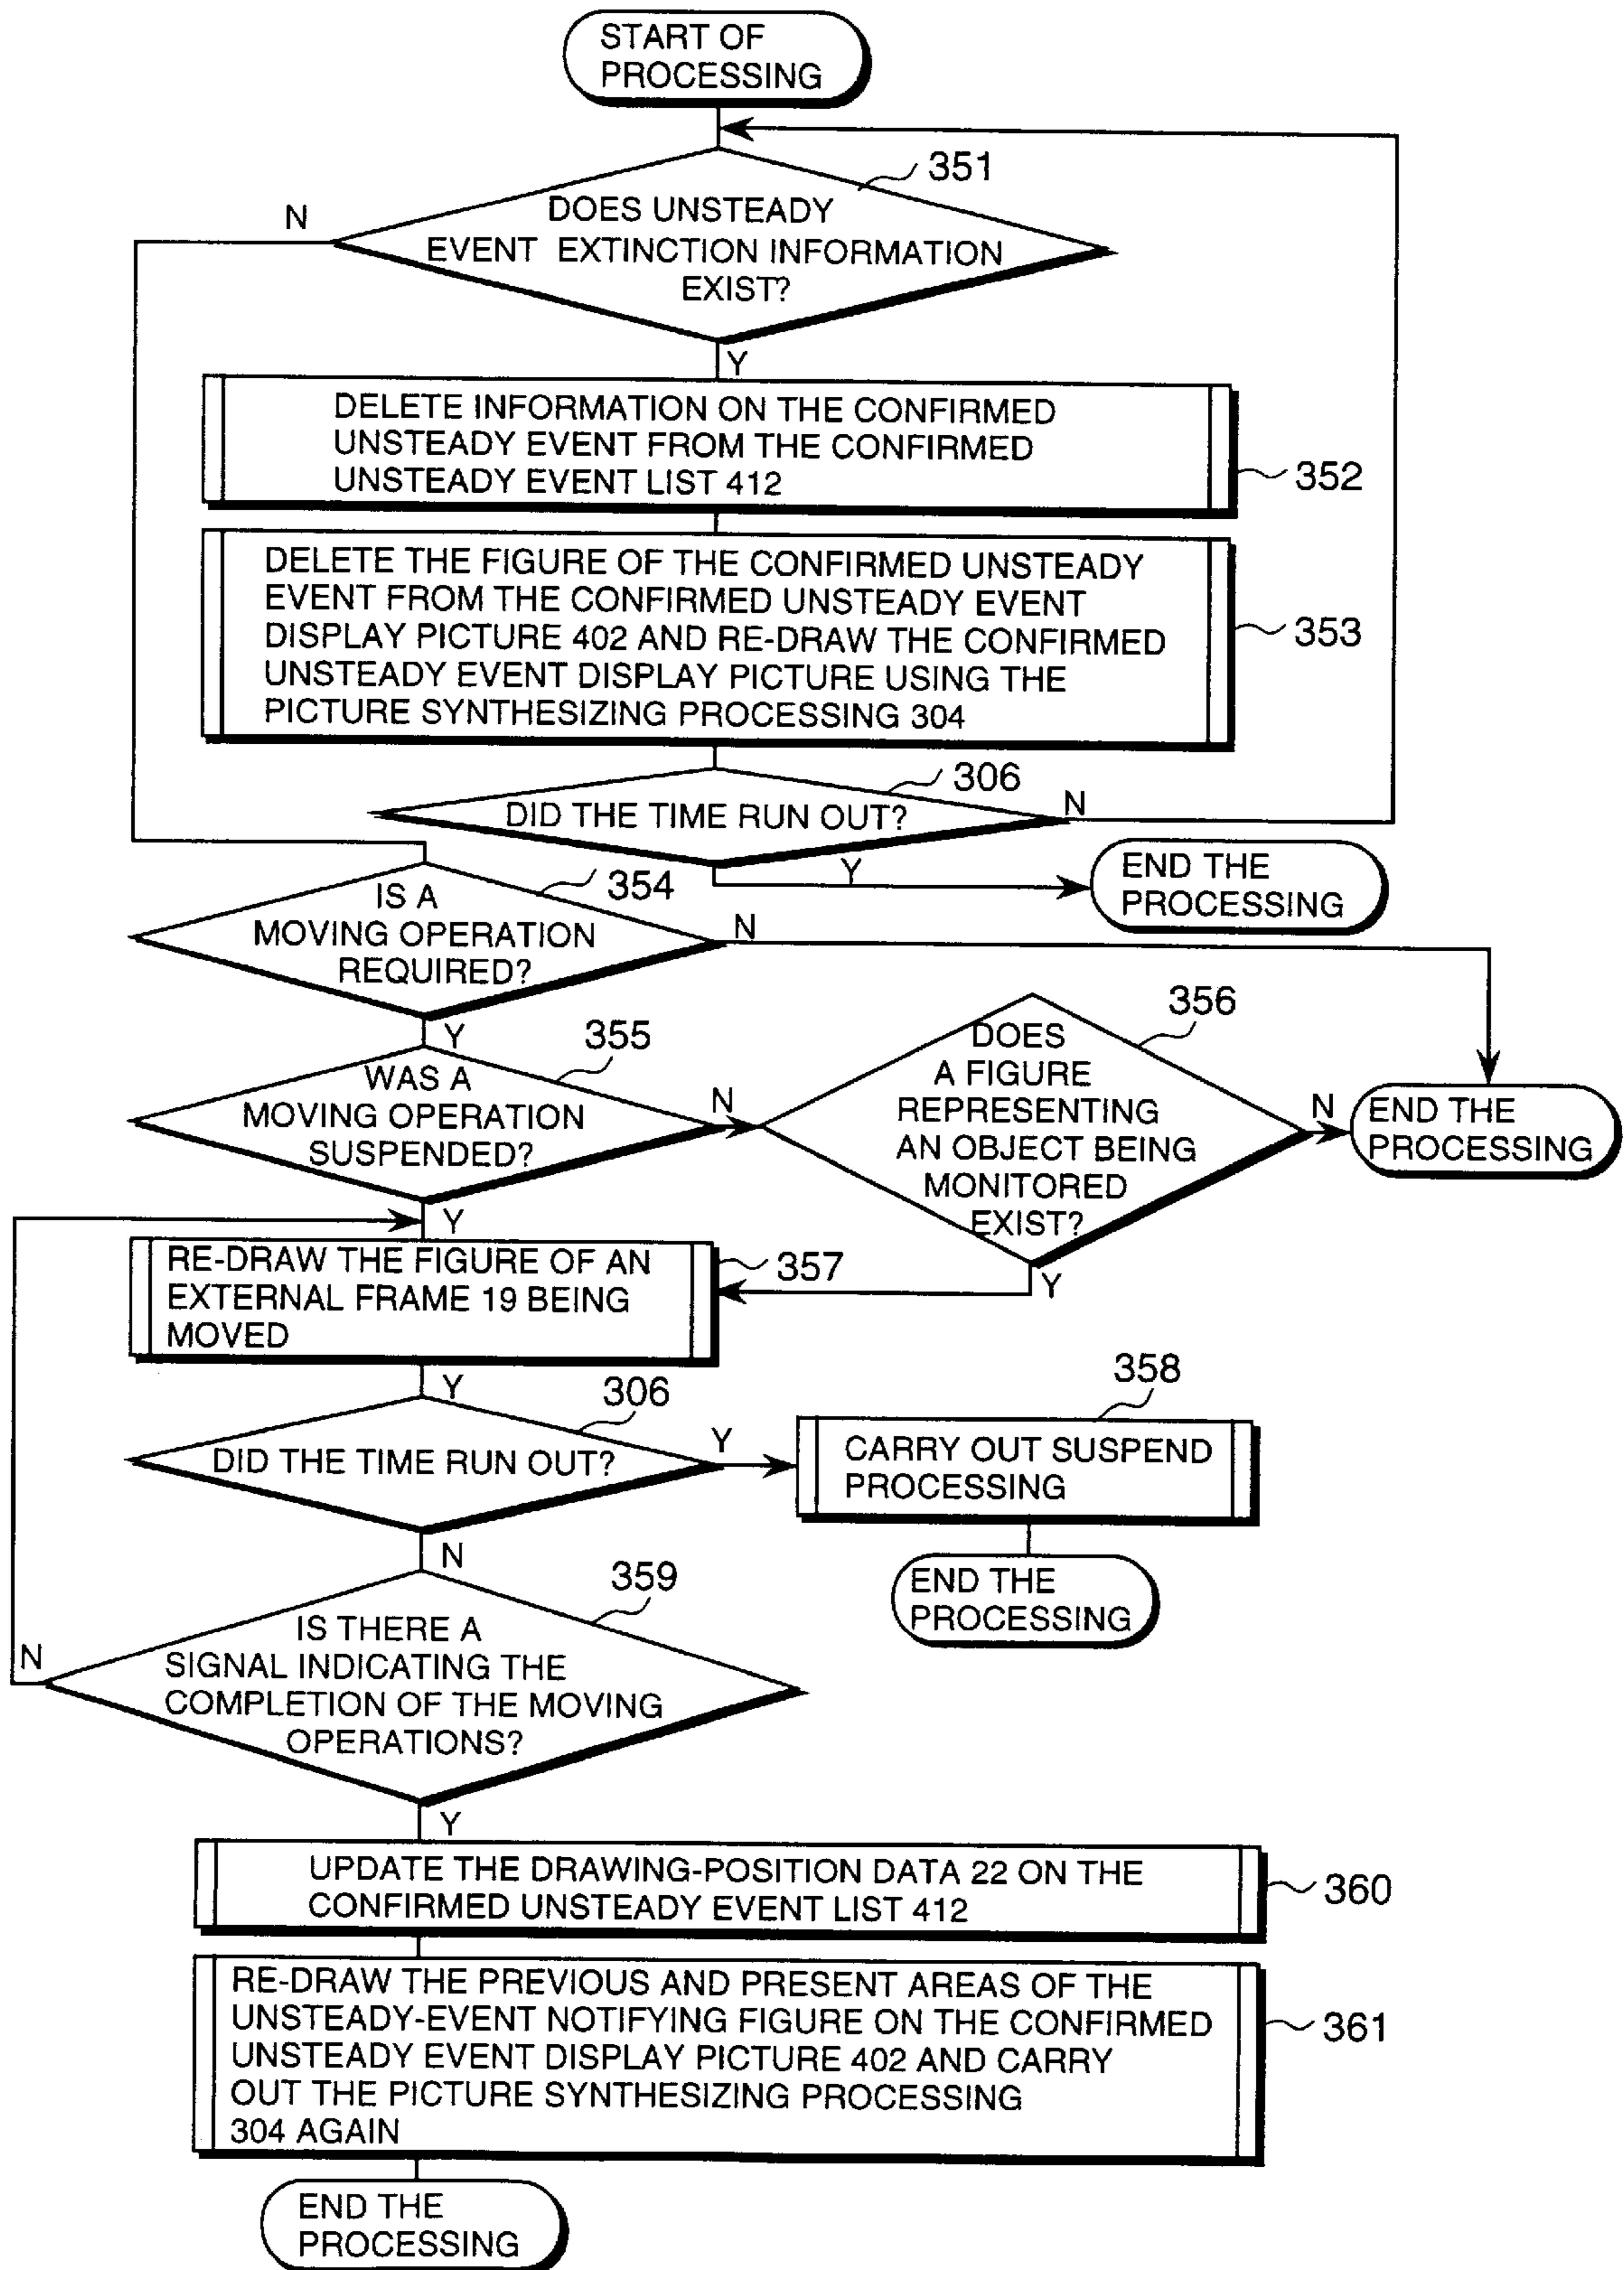 START OF
PROCESSING
351
N
DOES UNSTEADY
EVENT EXTINCTION INFORMATION
EXIST?
Y
DELETE INFORMATION ON THE CONFIRMED
UNSTEADY EVENT FROM THE CONFIRMED
UNSTEADY EVENT LIST 412
352
DELETE THE FIGURE OF THE CONFIRMED UNSTEADY
EVENT FROM THE CONFIRMED UNSTEADY EVENT
DISPLAY PICTURE 402 AND RE-DRAW THE CONFIRMED
UNSTEADY EVENT DISPLAY PICTURE USING THE
PICTURE SYNTHESIZING PROCESSING 304
353
306
DID THE TIME RUN OUT?
N
Y
END THE
PROCESSING
354
IS A
MOVING OPERATION
REQUIRED?
N
Y
355
WAS A
MOVING OPERATION
SUSPENDED?
N
356
DOES
A FIGURE
REPRESENTING
AN OBJECT BEING
MONITORED
EXIST?
N
END THE
PROCESSING
Y
Y
RE-DRAW THE FIGURE OF AN
EXTERNAL FRAME 19 BEING
MOVED
357
Y
306
DID THE TIME RUN OUT?
Y
358
CARRY OUT SUSPEND
PROCESSING
END THE
PROCESSING
N
359
IS THERE A
SIGNAL INDICATING THE
COMPLETION OF THE MOVING
OPERATIONS?
N
Y
UPDATE THE DRAWING-POSITION DATA 22 ON THE
CONFIRMED UNSTEADY EVENT LIST 412
360
RE-DRAW THE PREVIOUS AND PRESENT AREAS OF THE
UNSTEADY-EVENT NOTIFYING FIGURE ON THE CONFIRMED
UNSTEADY EVENT DISPLAY PICTURE 402 AND CARRY
OUT THE PICTURE SYNTHESIZING PROCESSING
304 AGAIN
361
END THE
PROCESSING